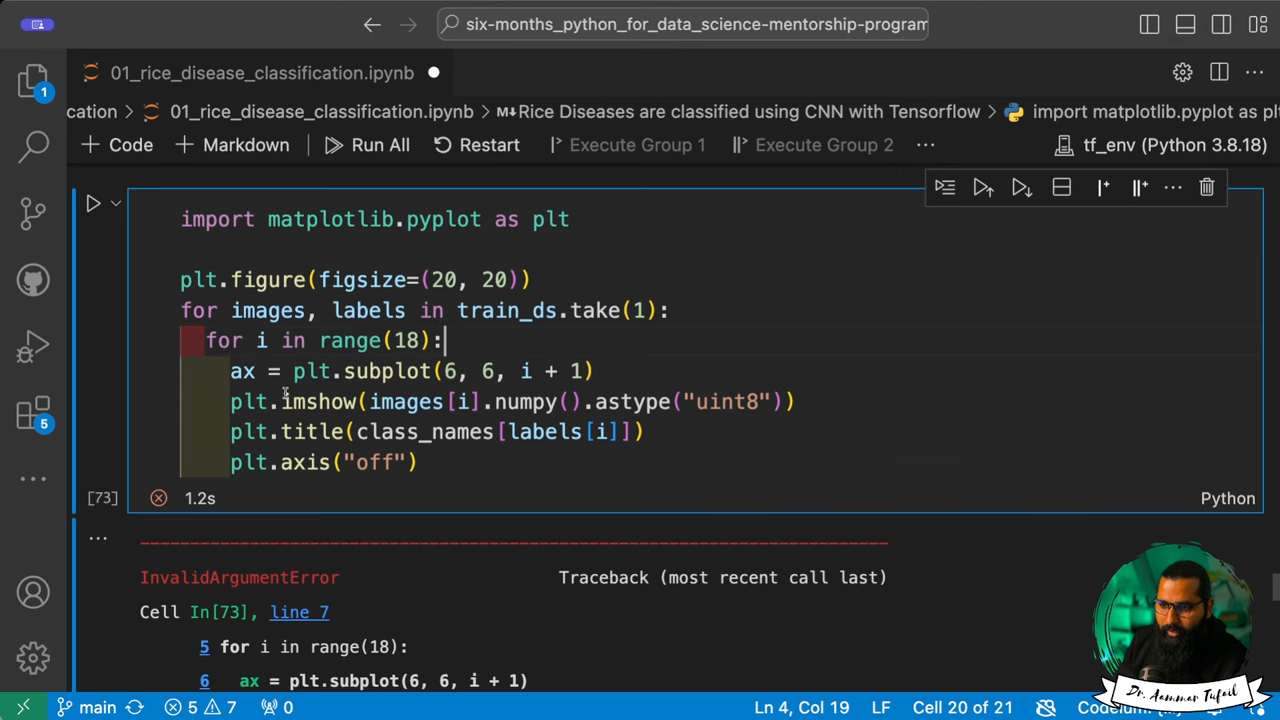 six-months_python_for_data_science-mentorship-program
01_rice_disease_classification.ipynb
1
cation > 01_rice_disease_classification.ipynb > M↓Rice Diseases are classified using CNN with Tensorflow > import matplotlib.pyplot as pl
+ Code + Markdown Run All Restart Execute Group 1 Execute Group 2 ... tf_env (Python 3.8.18)
import matplotlib.pyplot as plt
plt.figure(figsize=(20, 20))
for images, labels in train_ds.take(1):
for i in range(18):
ax = plt.subplot(6, 6, i + 1)
plt.imshow(images[i].numpy().astype("uint8"))
plt.title(class_names[labels[i]])
plt.axis("off")
5
[73] 1.2s Python
InvalidArgumentError Traceback (most recent call last)
Cell In[73], line 7
5 for i in range(18):
6 ax = plt.subplot(6, 6, i + 1)
Dr. Aammar Tufail
main 5 7 0 Ln 4, Col 19 LF Cell 20 of 21